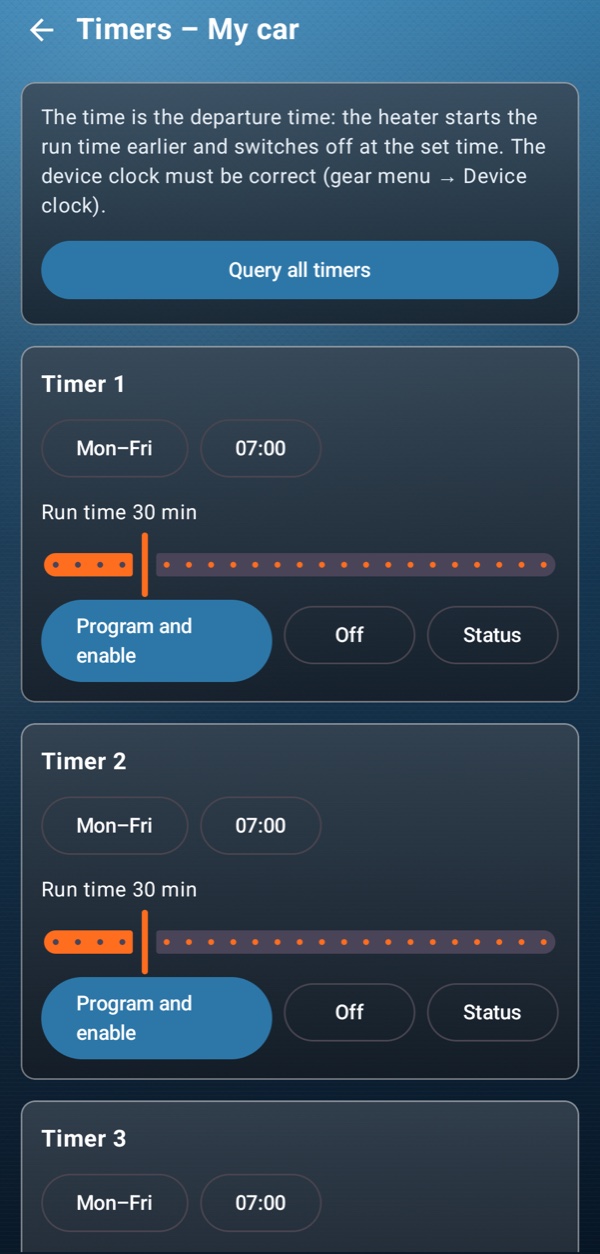 Timers – My car
The time is the departure time: the heater starts the
run time earlier and switches off at the set time. The
device clock must be correct (gear menu → Device
clock).
Query all timers
Timer 1
Mon–Fri 07:00
Run time 30 min
Program and
enable
Off Status
Timer 2
Mon–Fri 07:00
Run time 30 min
Program and
enable
Off Status
Timer 3
Mon–Fri 07:00